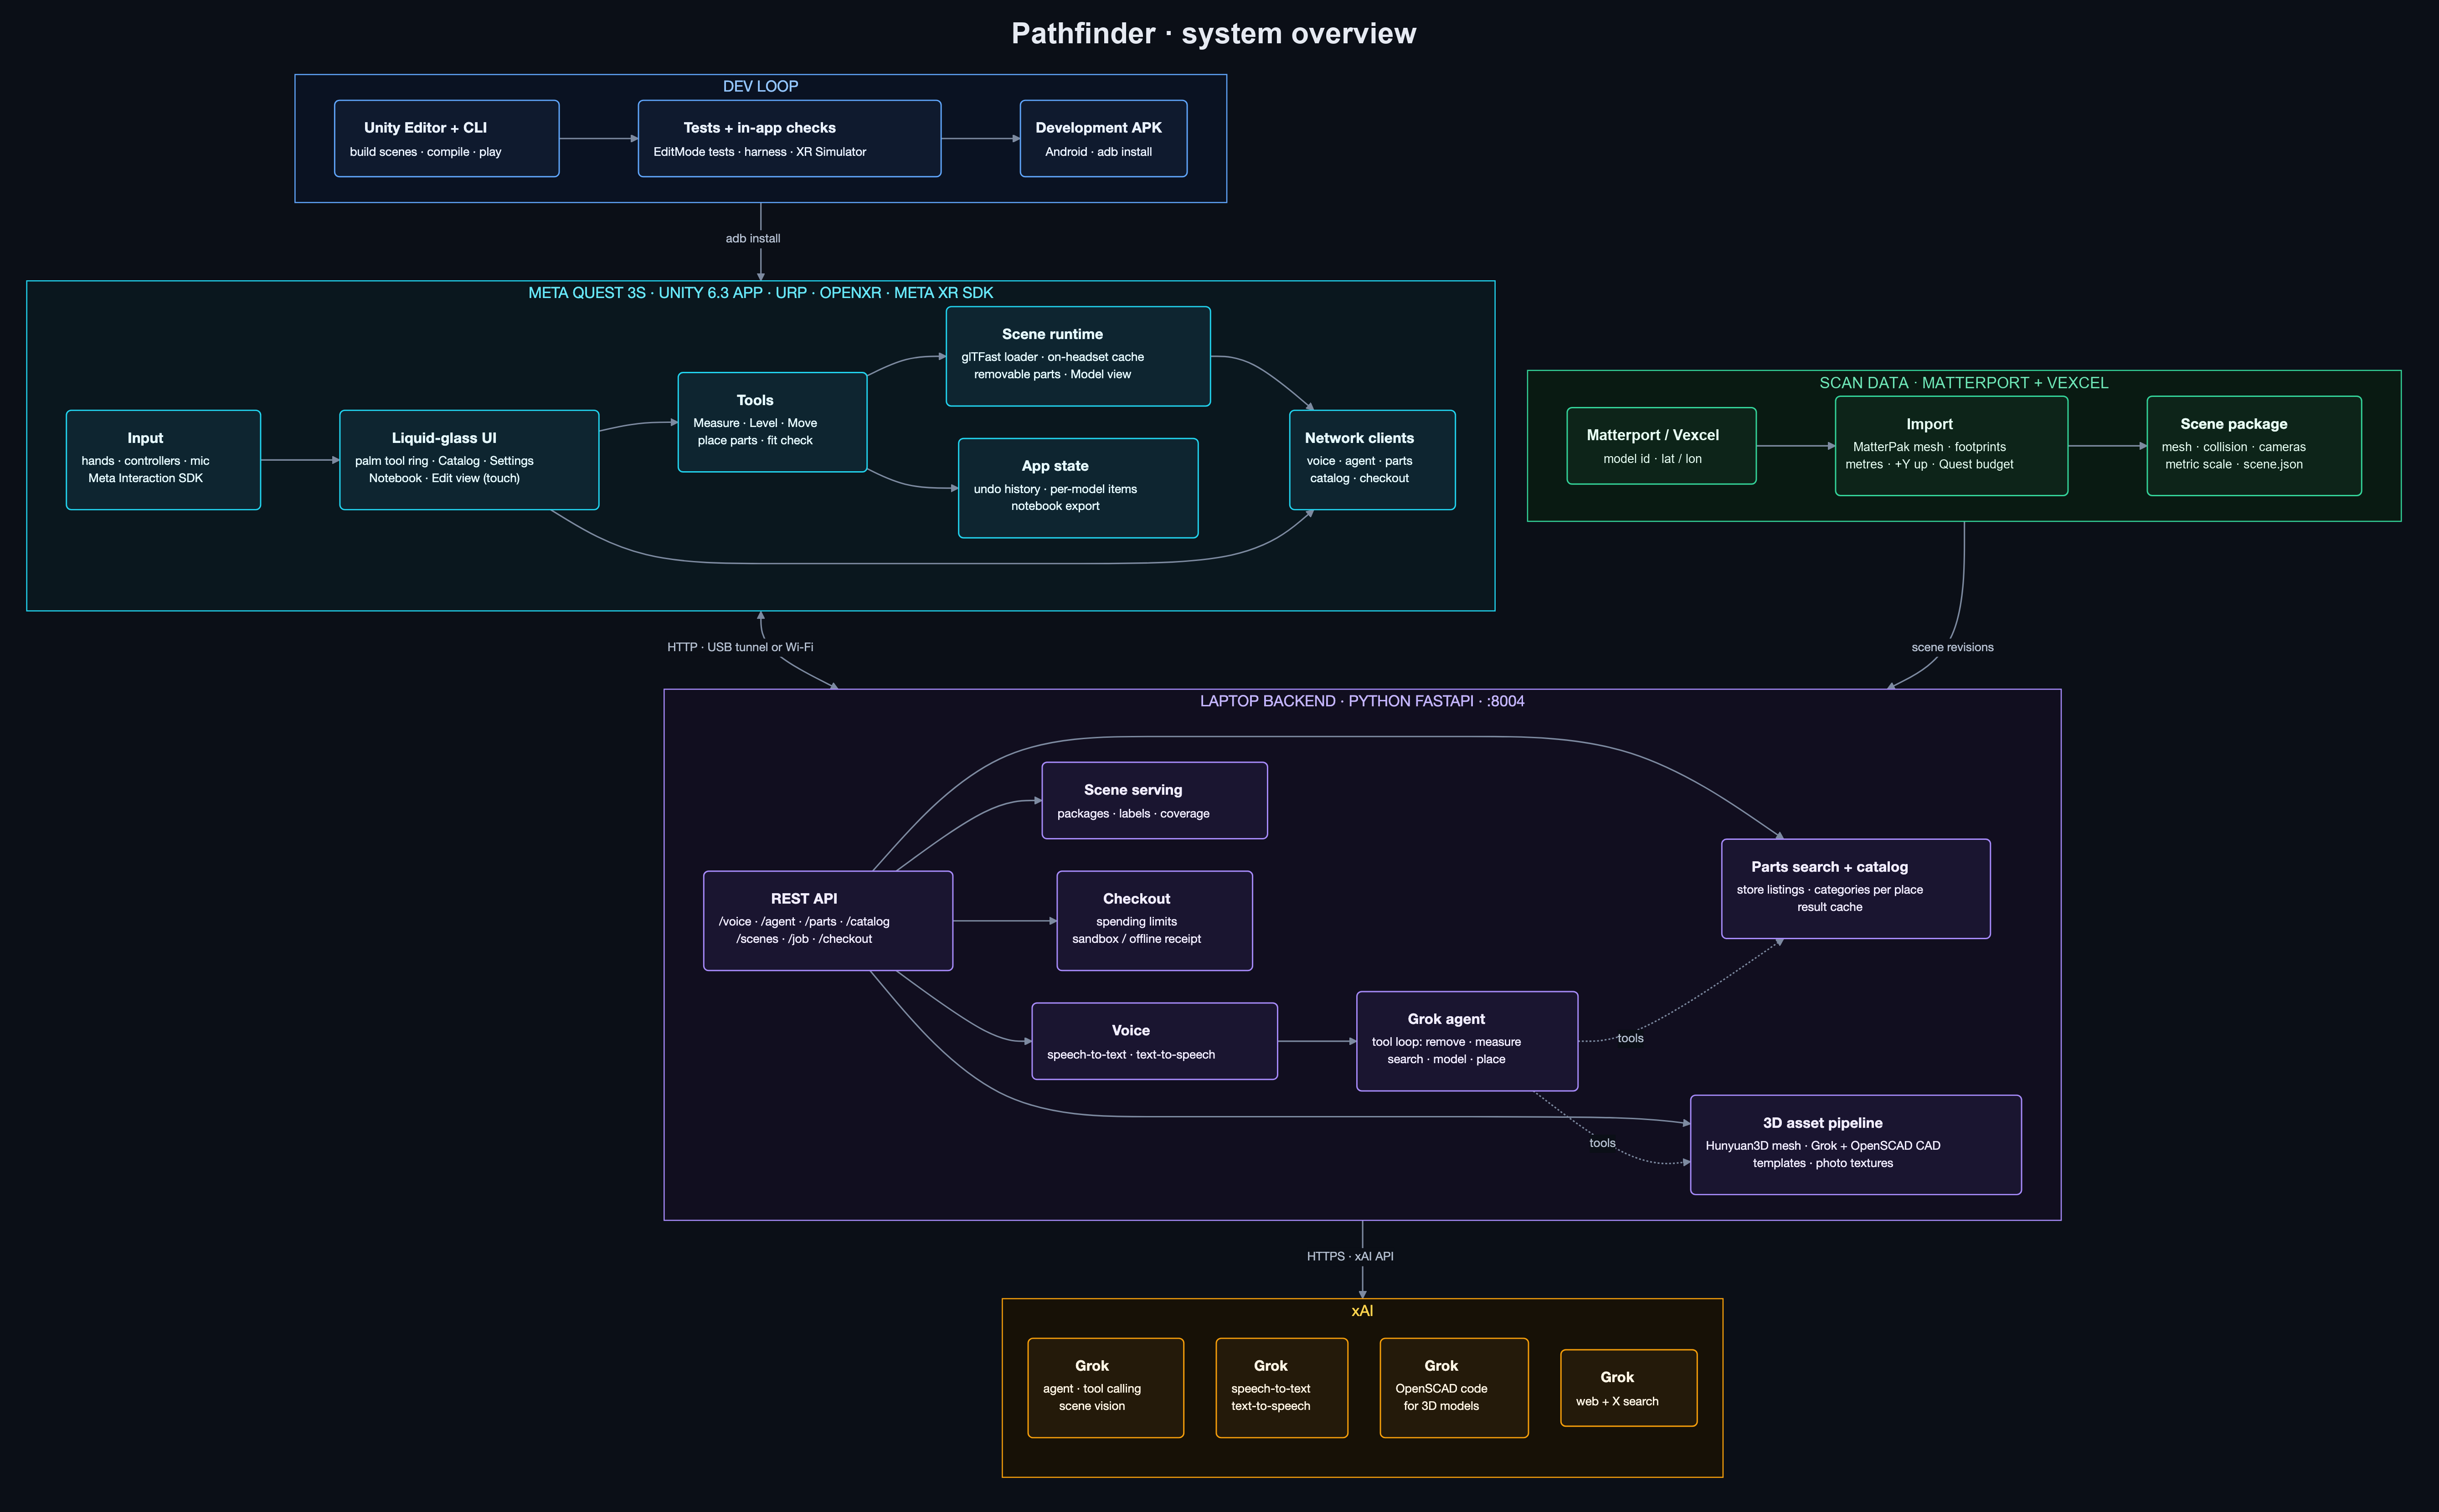 Pathfinder · system overview
DEV LOOP
Unity Editor + CLI
build scenes · compile · play
Tests + in-app checks
EditMode tests · harness · XR Simulator
Development APK
Android · adb install
adb install
META QUEST 3S · UNITY 6.3 APP · URP · OPENXR · META XR SDK
Input
hands · controllers · mic
Meta Interaction SDK
Liquid-glass UI
palm tool ring · Catalog · Settings
Notebook · Edit view (touch)
Tools
Measure · Level · Move
place parts · fit check
Scene runtime
glTFast loader · on-headset cache
removable parts · Model view
App state
undo history · per-model items
notebook export
Network clients
voice · agent · parts
catalog · checkout
SCAN DATA · MATTERPORT + VEXCEL
Matterport / Vexcel
model id · lat / lon
Import
MatterPak mesh · footprints
metres · +Y up · Quest budget
Scene package
mesh · collision · cameras
metric scale · scene.json
HTTP · USB tunnel or Wi-Fi
scene revisions
LAPTOP BACKEND · PYTHON FASTAPI · :8004
REST API
/voice · /agent · /parts · /catalog
/scenes · /job · /checkout
Scene serving
packages · labels · coverage
Checkout
spending limits
sandbox / offline receipt
Voice
speech-to-text · text-to-speech
Grok agent
tool loop: remove · measure
search · model · place
tools
tools
Parts search + catalog
store listings · categories per place
result cache
3D asset pipeline
Hunyuan3D mesh · Grok + OpenSCAD CAD
templates · photo textures
HTTPS · xAI API
xAI
Grok
agent · tool calling
scene vision
Grok
speech-to-text
text-to-speech
Grok
OpenSCAD code
for 3D models
Grok
web + X search